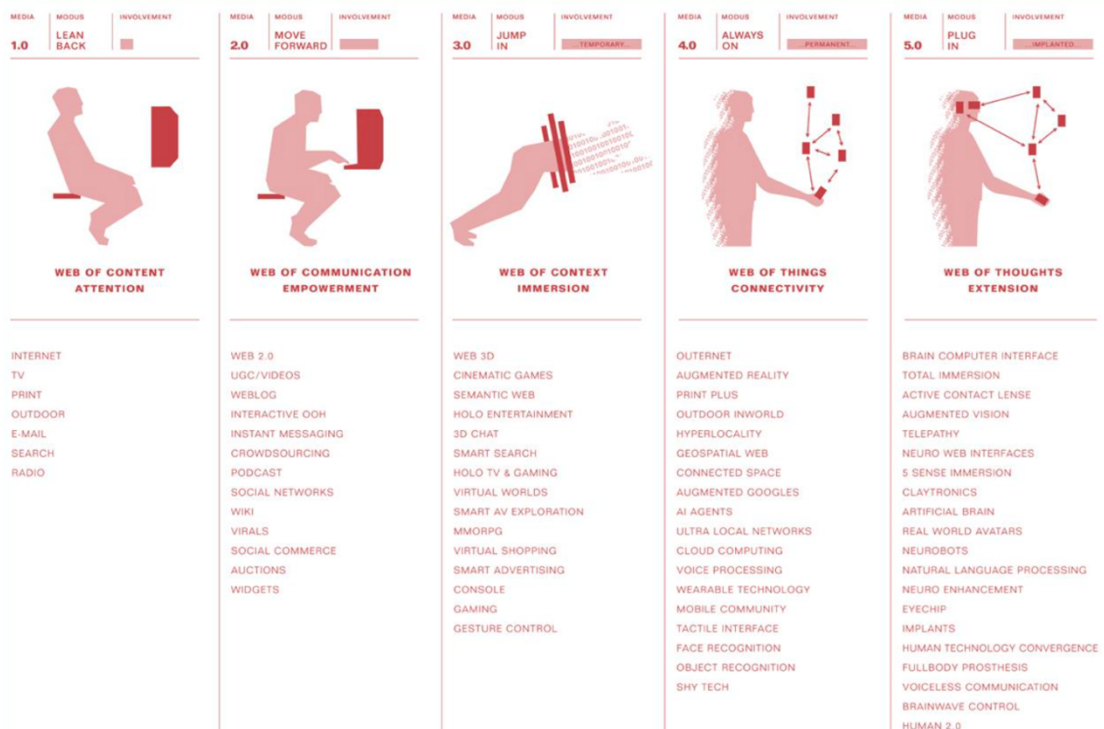 MEDIA
MODUS
INVOLVEMENT
1.0
LEAN
BACK
WEB OF CONTENT
ATTENTION
INTERNET
TV
PRINT
OUTDOOR
E-MAIL
SEARCH
RADIO
MEDIA
MODUS
INVOLVEMENT
2.0
MOVE
FORWARD
WEB OF COMMUNICATION
EMPOWERMENT
WEB 2.0
UGC/VIDEOS
WEBLOG
INTERACTIVE OOH
INSTANT MESSAGING
CROWDSOURCING
PODCAST
SOCIAL NETWORKS
WIKI
VIRALS
SOCIAL COMMERCE
AUCTIONS
WIDGETS
MEDIA
MODUS
INVOLVEMENT
3.0
JUMP
IN
...TEMPORARY...
WEB OF CONTEXT
IMMERSION
WEB 3D
CINEMATIC GAMES
SEMANTIC WEB
HOLO ENTERTAINMENT
3D CHAT
SMART SEARCH
HOLO TV & GAMING
VIRTUAL WORLDS
SMART AV EXPLORATION
MMORPG
VIRTUAL SHOPPING
SMART ADVERTISING
CONSOLE
GAMING
GESTURE CONTROL
MEDIA
MODUS
INVOLVEMENT
4.0
ALWAYS
ON
...PERMANENT...
WEB OF THINGS
CONNECTIVITY
OUTERNET
AUGMENTED REALITY
PRINT PLUS
OUTDOOR INWORLD
HYPERLOCALITY
GEOSPATIAL WEB
CONNECTED SPACE
AUGMENTED GOOGLES
AI AGENTS
ULTRA LOCAL NETWORKS
CLOUD COMPUTING
VOICE PROCESSING
WEARABLE TECHNOLOGY
MOBILE COMMUNITY
TACTILE INTERFACE
FACE RECOGNITION
OBJECT RECOGNITION
SHY TECH
MEDIA
MODUS
INVOLVEMENT
5.0
PLUG
IN
...IMPLANTED...
WEB OF THOUGHTS
EXTENSION
BRAIN COMPUTER INTERFACE
TOTAL IMMERSION
ACTIVE CONTACT LENSE
AUGMENTED VISION
TELEPATHY
NEURO WEB INTERFACES
5 SENSE IMMERSION
CLAYTRONICS
ARTIFICIAL BRAIN
REAL WORLD AVATARS
NEUROBOTS
NATURAL LANGUAGE PROCESSING
NEURO ENHANCEMENT
EYECHIP
IMPLANTS
HUMAN TECHNOLOGY CONVERGENCE
FULLBODY PROSTHESIS
VOICELESS COMMUNICATION
BRAINWAVE CONTROL
HUMAN 2.0